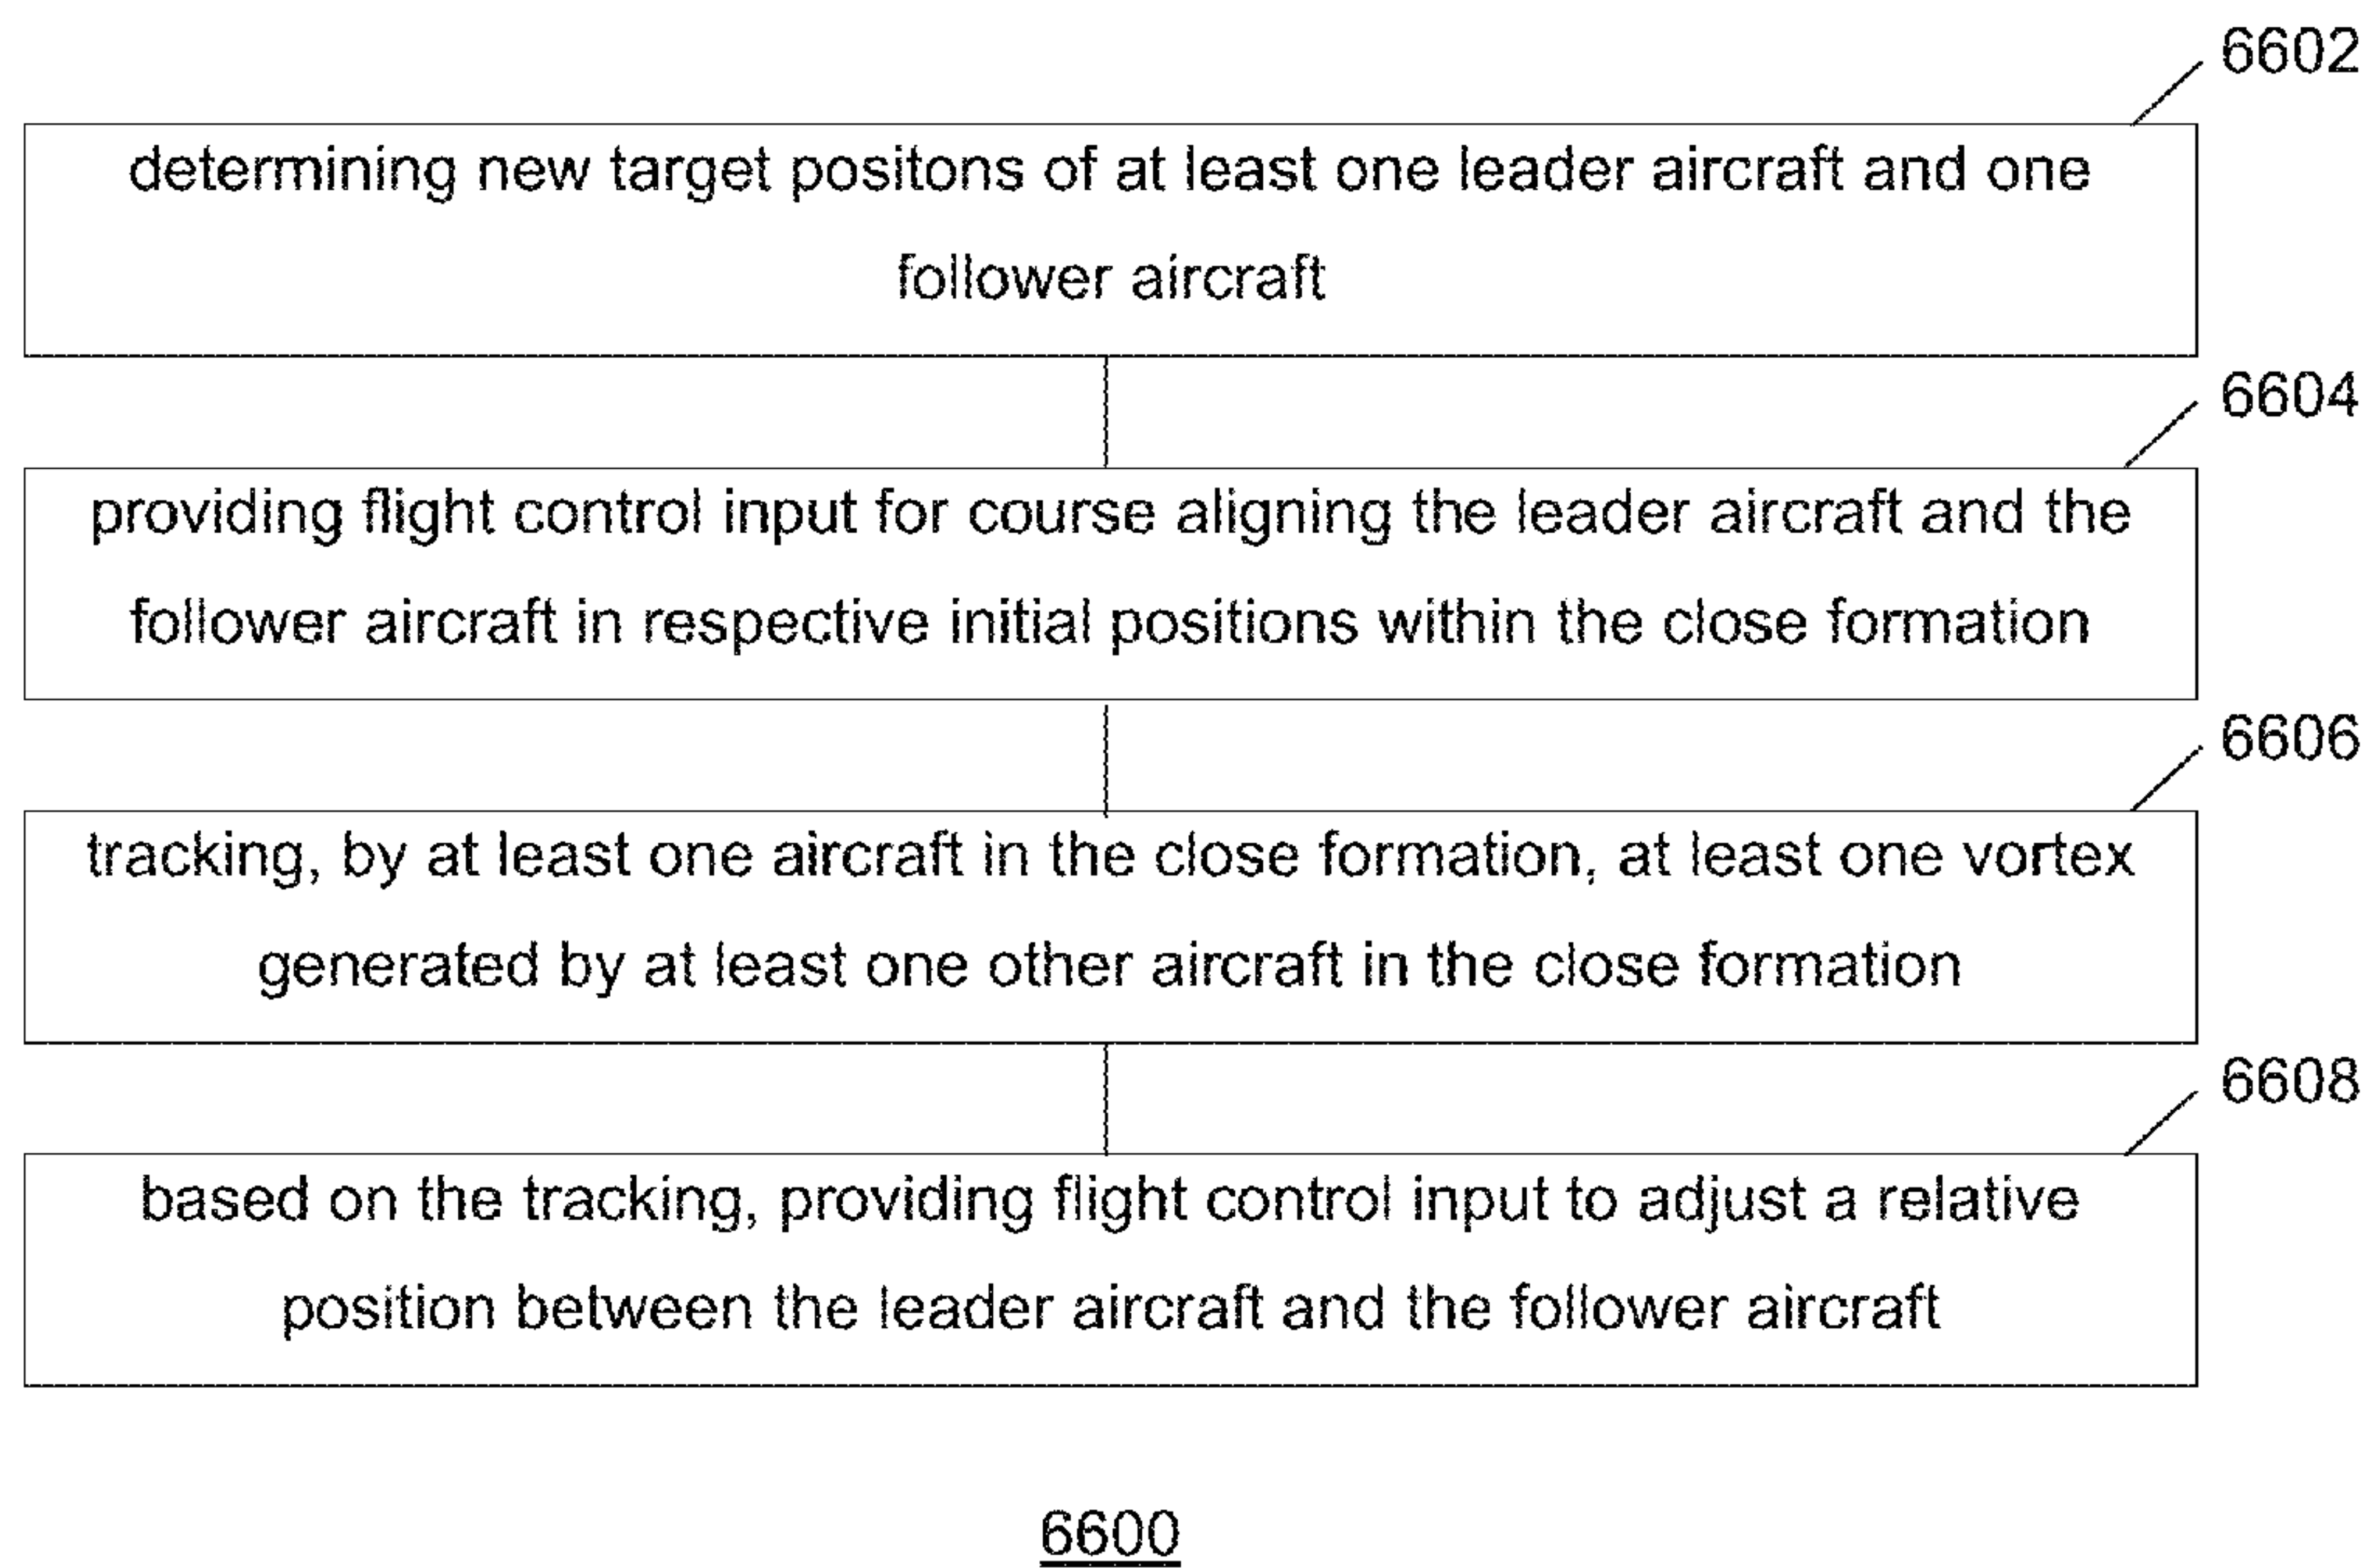 6602
determining new target positons of at least one leader aircraft and one
follower aircraft
6604
providing flight control input for course aligning the leader aircraft and the
follower aircraft in respective initial positions within the close formation
6606
tracking, by at least one aircraft in the close formation, at least one vortex
generated by at least one other aircraft in the close formation
6608
based on the tracking, providing flight control input to adjust a relative
position between the leader aircraft and the follower aircraft
6600